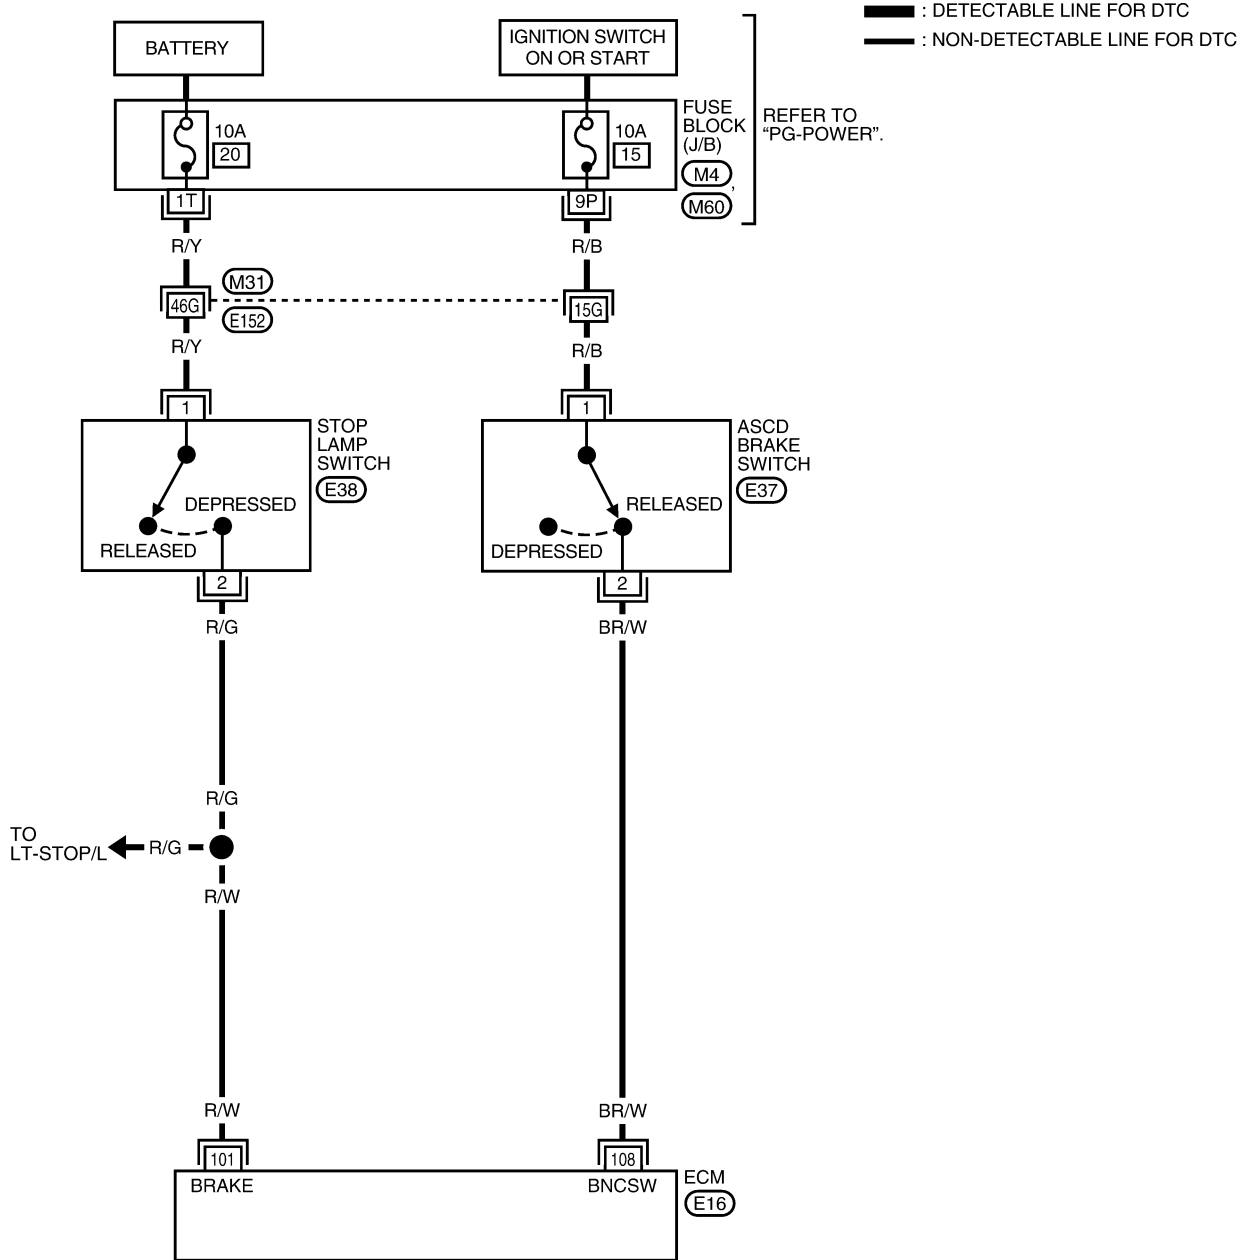 : DETECTABLE LINE FOR DTC
: NON-DETECTABLE LINE FOR DTC
BATTERY
IGNITION SWITCH
ON OR START
10A
20
10A
15
FUSE
BLOCK
(J/B)
M4
,
M60
REFER TO
“PG-POWER”.
1T
9P
R/Y
R/B
M31
46G
15G
E152
R/Y
R/B
1
1
STOP
LAMP
SWITCH
E38
DEPRESSED
RELEASED
ASCD
BRAKE
SWITCH
E37
RELEASED
DEPRESSED
2
2
R/G
BR/W
R/G
TO
LT-STOP/L
R/G
R/W
R/W
BR/W
101
108
BRAKE
BNCSW
ECM
E16